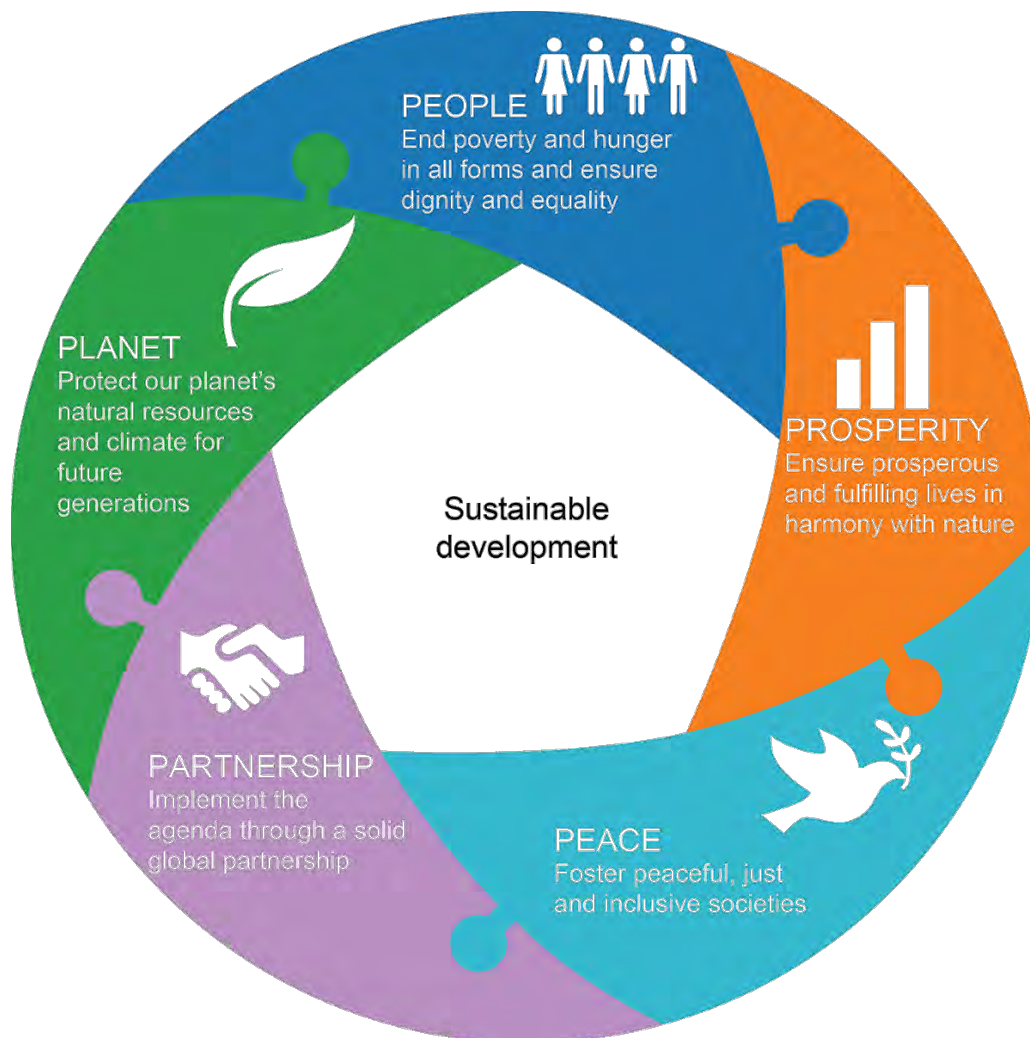 PEOPLE
End poverty and hunger
in all forms and ensure
dignity and equality
PROSPERITY
Ensure prosperous
and fulfilling lives in
harmony with nature
PEACE
Foster peaceful, just
and inclusive societies
PARTNERSHIP
Implement the
agenda through a solid
global partnership
PLANET
Protect our planet’s
natural resources
and climate for
future
generations
Sustainable
development